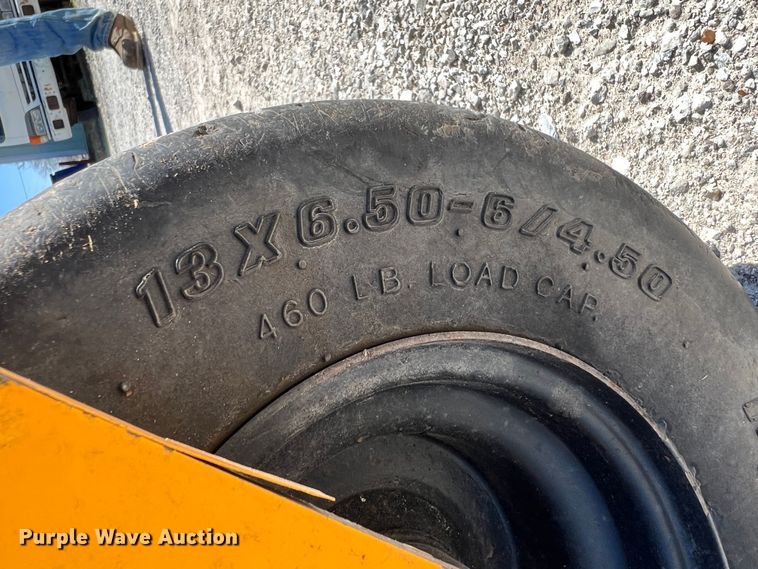 13X6.50-6/4.50
460 LB. LOAD CAP.
Purple Wave Auction